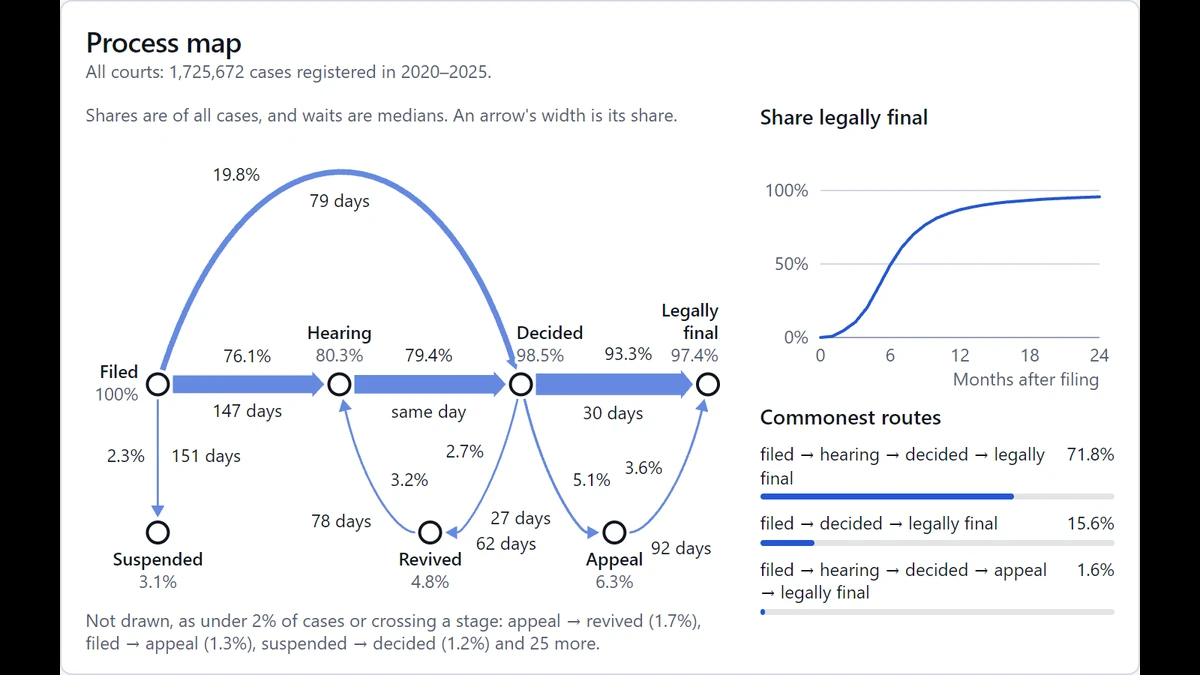 Process map
All courts: 1,725,672 cases registered in 2020–2025.
Shares are of all cases, and waits are medians. An arrow's width is its share.
19.8%
79 days
Filed
100%
76.1%
147 days
Hearing
80.3%
79.4%
same day
Decided
98.5%
93.3%
30 days
Legally
final
97.4%
2.3%
151 days
3.2%
78 days
2.7%
62 days
5.1%
27 days
3.6%
92 days
Suspended
3.1%
Revived
4.8%
Appeal
6.3%
Not drawn, as under 2% of cases or crossing a stage: appeal → revived (1.7%),
filed → appeal (1.3%), suspended → decided (1.2%) and 25 more.
Share legally final
100%
50%
0%
0 6 12 18 24
Months after filing
Commonest routes
filed → hearing → decided → legally final 71.8%
filed → decided → legally final 15.6%
filed → hearing → decided → appeal 1.6%
→ legally final